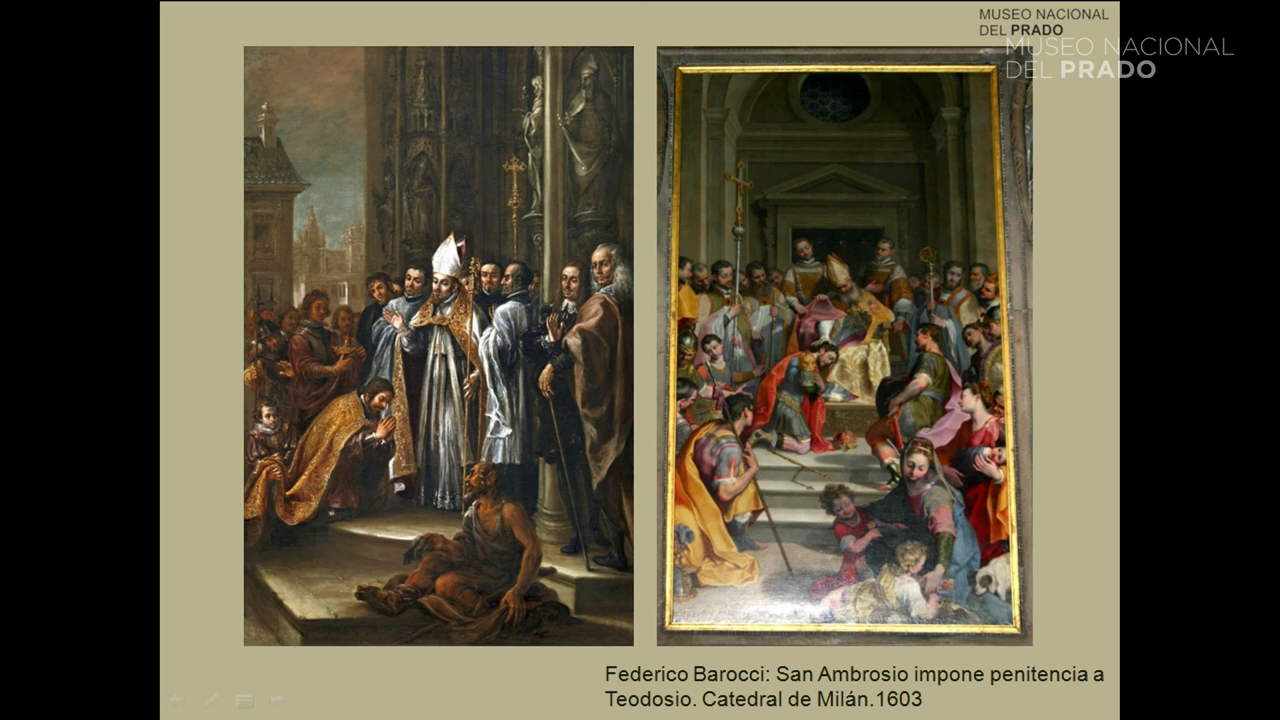 MUSEO NACIONAL
DEL PRADO
MUSEO NACIONAL
DEL PRADO
Federico Barocci: San Ambrosio impone penitencia a
Teodosio. Catedral de Milán.1603